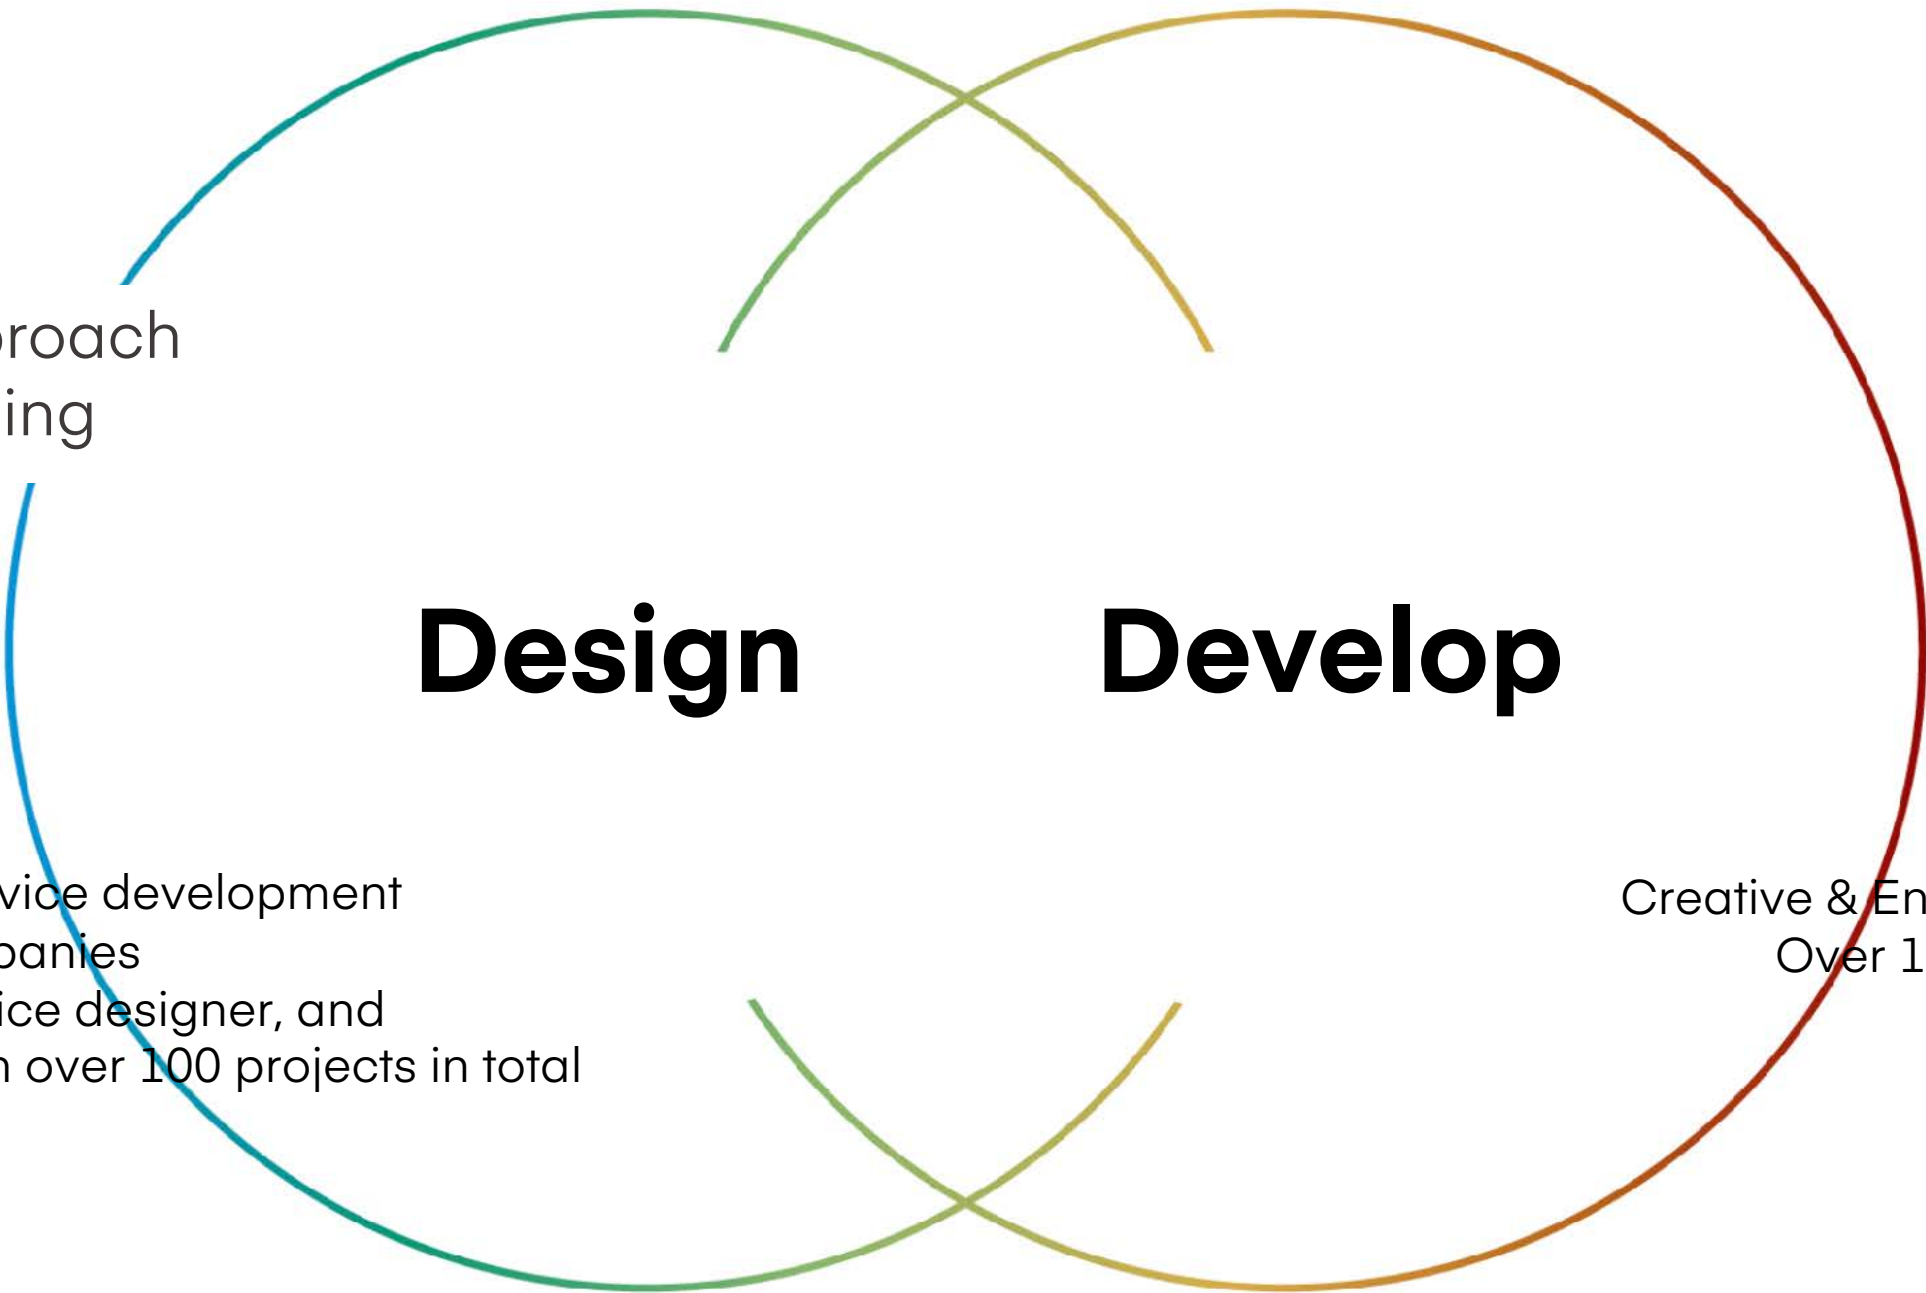 roach
ing
Design
Develop
vice development
panies
ice designer, and
over 100 projects in total
Creative & En
Over 1